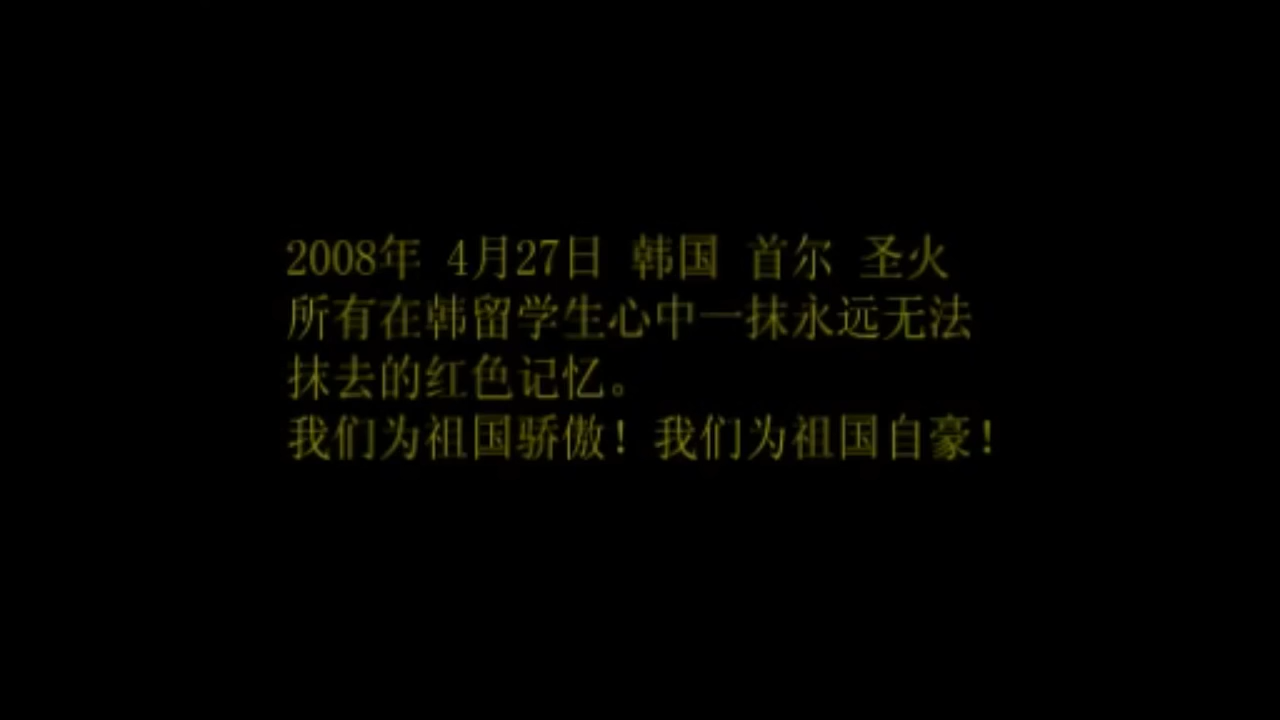 2008年 4月27日 韩国 首尔 圣火
所有在韩留学生心中一抹永远无法
抹去的红色记忆。
我们为祖国骄傲！我们为祖国自豪！